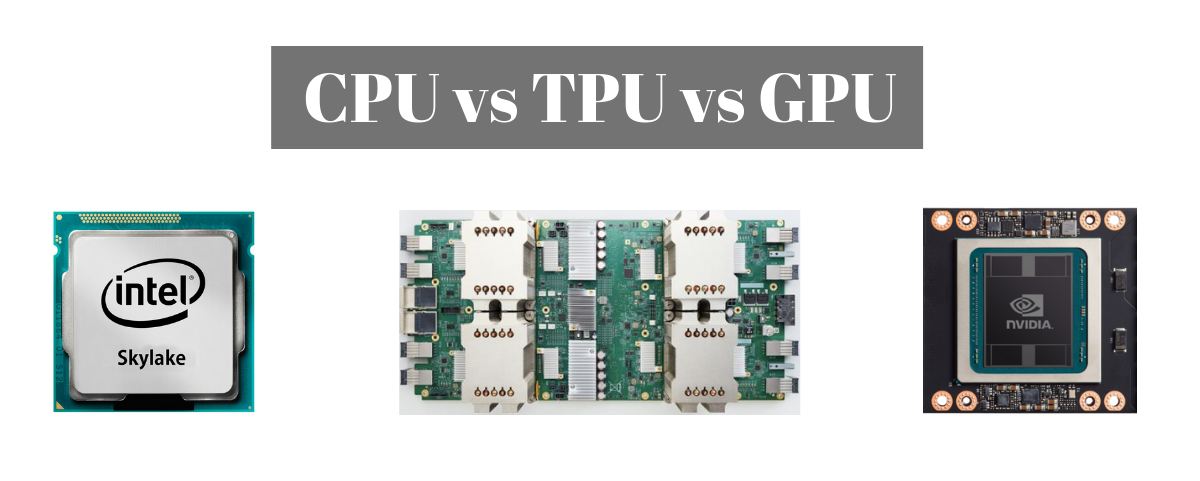 CPU vs TPU vs GPU
intel®
Skylake
NVIDIA.